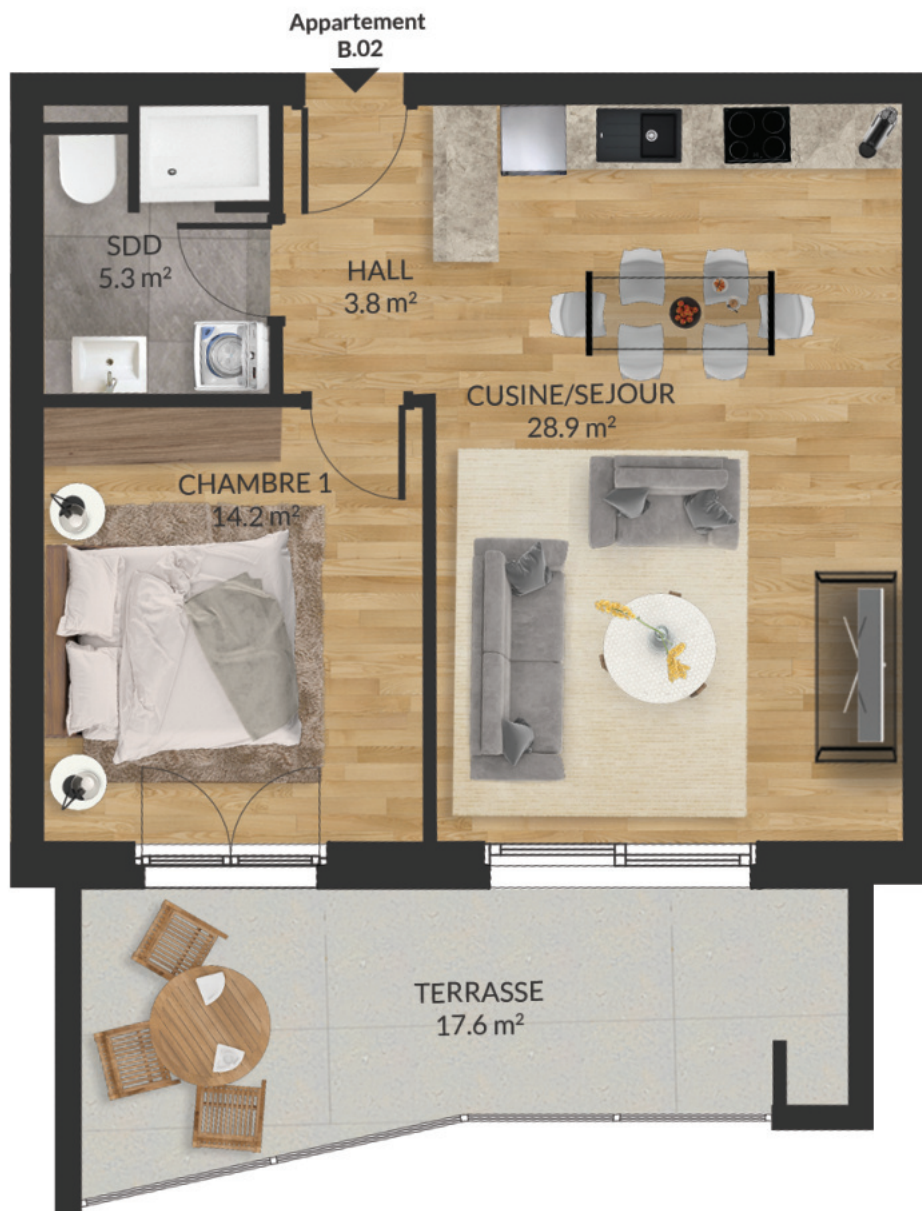 Appartement
B.02
SDD
5.3 m²
HALL
3.8 m²
CUSINE/SEJOUR
28.9 m²
CHAMBRE 1
14.2 m²
TERRASSE
17.6 m²